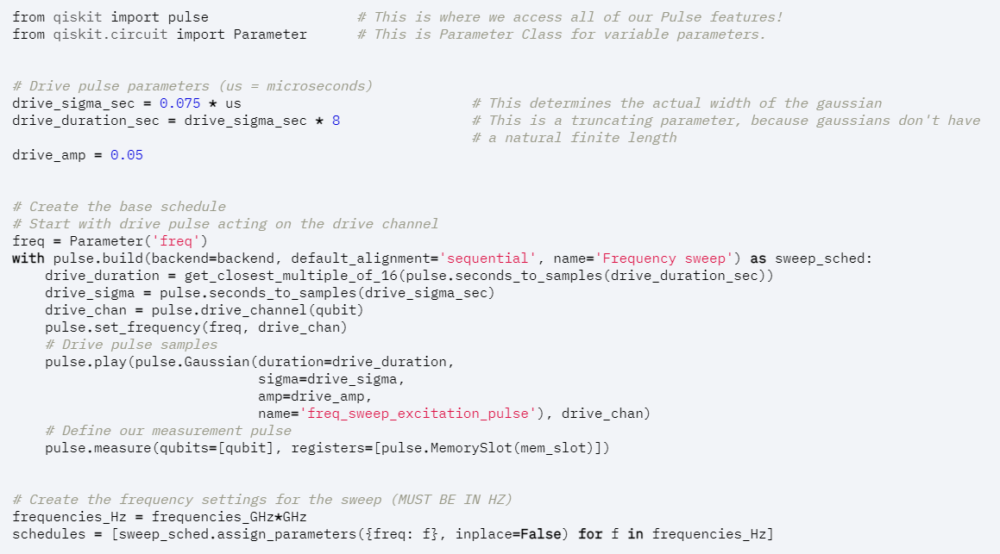 from qiskit import pulse                  # This is where we access all of our Pulse features!
from qiskit.circuit import Parameter      # This is Parameter Class for variable parameters.
# Drive pulse parameters (us = microseconds)
drive_sigma_sec = 0.075 * us                            # This determines the actual width of the gaussian
drive_duration_sec = drive_sigma_sec * 8                # This is a truncating parameter, because gaussians don't have
                                                        # a natural finite length
drive_amp = 0.05
# Create the base schedule
# Start with drive pulse acting on the drive channel
freq = Parameter('freq')
with pulse.build(backend=backend, default_alignment='sequential', name='Frequency sweep') as sweep_sched:
    drive_duration = get_closest_multiple_of_16(pulse.seconds_to_samples(drive_duration_sec))
    drive_sigma = pulse.seconds_to_samples(drive_sigma_sec)
    drive_chan = pulse.drive_channel(qubit)
    pulse.set_frequency(freq, drive_chan)
    # Drive pulse samples
    pulse.play(pulse.Gaussian(duration=drive_duration,
                              sigma=drive_sigma,
                              amp=drive_amp,
                              name='freq_sweep_excitation_pulse'), drive_chan)
    # Define our measurement pulse
    pulse.measure(qubits=[qubit], registers=[pulse.MemorySlot(mem_slot)])
# Create the frequency settings for the sweep (MUST BE IN HZ)
frequencies_Hz = frequencies_GHz*GHz
schedules = [sweep_sched.assign_parameters({freq: f}, inplace=False) for f in frequencies_Hz]